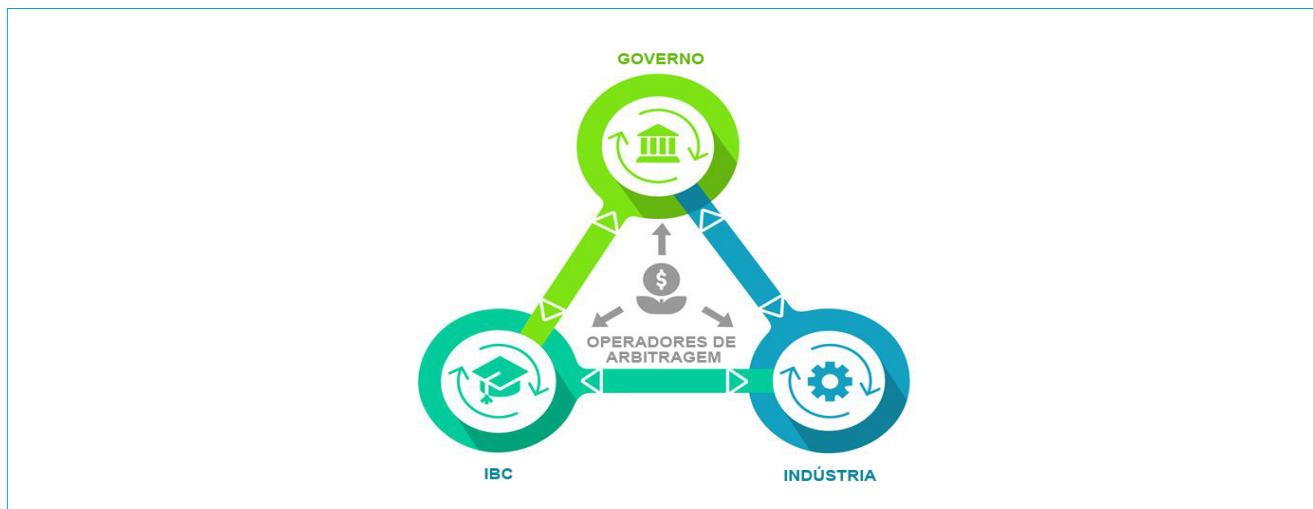 GOVERNO
$
OPERADORES DE
ARBITRAGEM
IBC
INDÚSTRIA